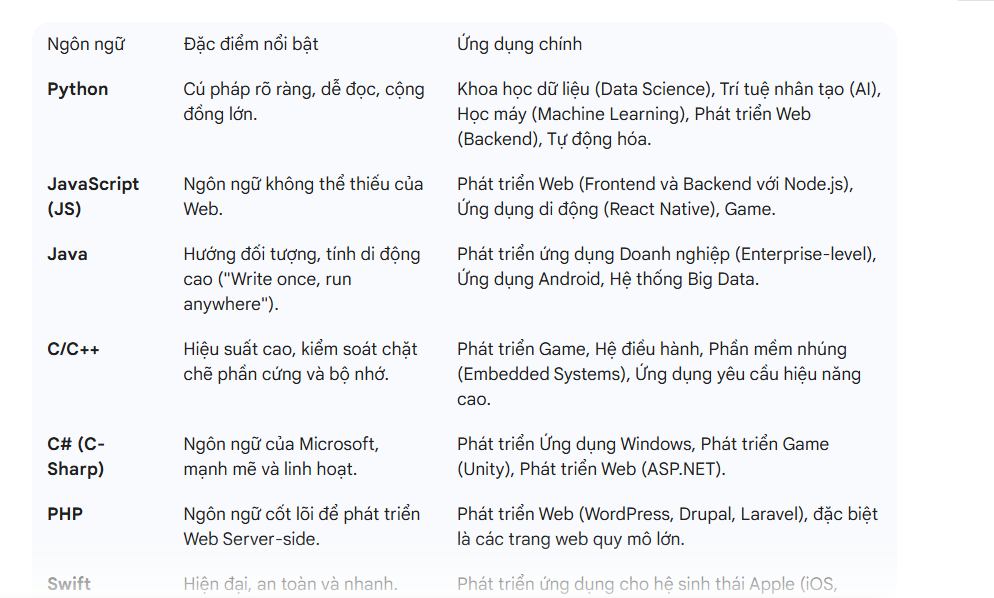 Ngôn ngữ Đặc điểm nổi bật Ứng dụng chính
Python Cú pháp rõ ràng, dễ đọc, cộng Khoa học dữ liệu (Data Science), Trí tuệ nhân tạo (AI),
đồng lớn. Học máy (Machine Learning), Phát triển Web
(Backend), Tự động hóa.
JavaScript Ngôn ngữ không thể thiếu của Phát triển Web (Frontend và Backend với Node.js),
(JS) Web. Ứng dụng di động (React Native), Game.
Java Hướng đối tượng, tính di động Phát triển ứng dụng Doanh nghiệp (Enterprise-level),
cao ("Write once, run Ứng dụng Android, Hệ thống Big Data.
anywhere").
C/C++ Hiệu suất cao, kiểm soát chặt Phát triển Game, Hệ điều hành, Phần mềm nhúng
chẽ phần cứng và bộ nhớ. (Embedded Systems), Ứng dụng yêu cầu hiệu năng
cao.
C# (C- Ngôn ngữ của Microsoft, Phát triển Ứng dụng Windows, Phát triển Game
Sharp) mạnh mẽ và linh hoạt. (Unity), Phát triển Web (ASP.NET).
PHP Ngôn ngữ cốt lõi để phát triển Phát triển Web (WordPress, Drupal, Laravel), đặc biệt
Web Server-side. là các trang web quy mô lớn.
Swift Hiện đại, an toàn và nhanh. Phát triển ứng dụng cho hệ sinh thái Apple (iOS,